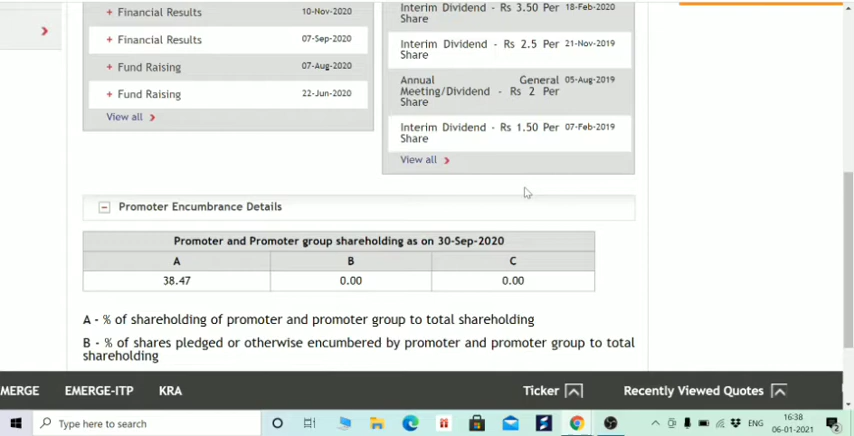 + Financial Results 10-Nov-2020
+ Financial Results 07-Sep-2020
+ Fund Raising 07-Aug-2020
+ Fund Raising 22-Jun-2020
View all
Interim Dividend - Rs 3.50 Per 18-Feb-2020
Share
Interim Dividend - Rs 2.5 Per 21-Nov-2019
Share
Annual General 05-Aug-2019
Meeting/Dividend - Rs 2 Per
Share
Interim Dividend - Rs 1.50 Per 07-Feb-2019
Share
View all
Promoter Encumbrance Details
Promoter and Promoter group shareholding as on 30-Sep-2020
A B C
38.47 0.00 0.00
A - % of shareholding of promoter and promoter group to total shareholding
B - % of shares pledged or otherwise encumbered by promoter and promoter group to total
shareholding
MERGE EMERGE-ITP KRA Ticker Recently Viewed Quotes
Type here to search
ENG
16:38
06-01-2021
2